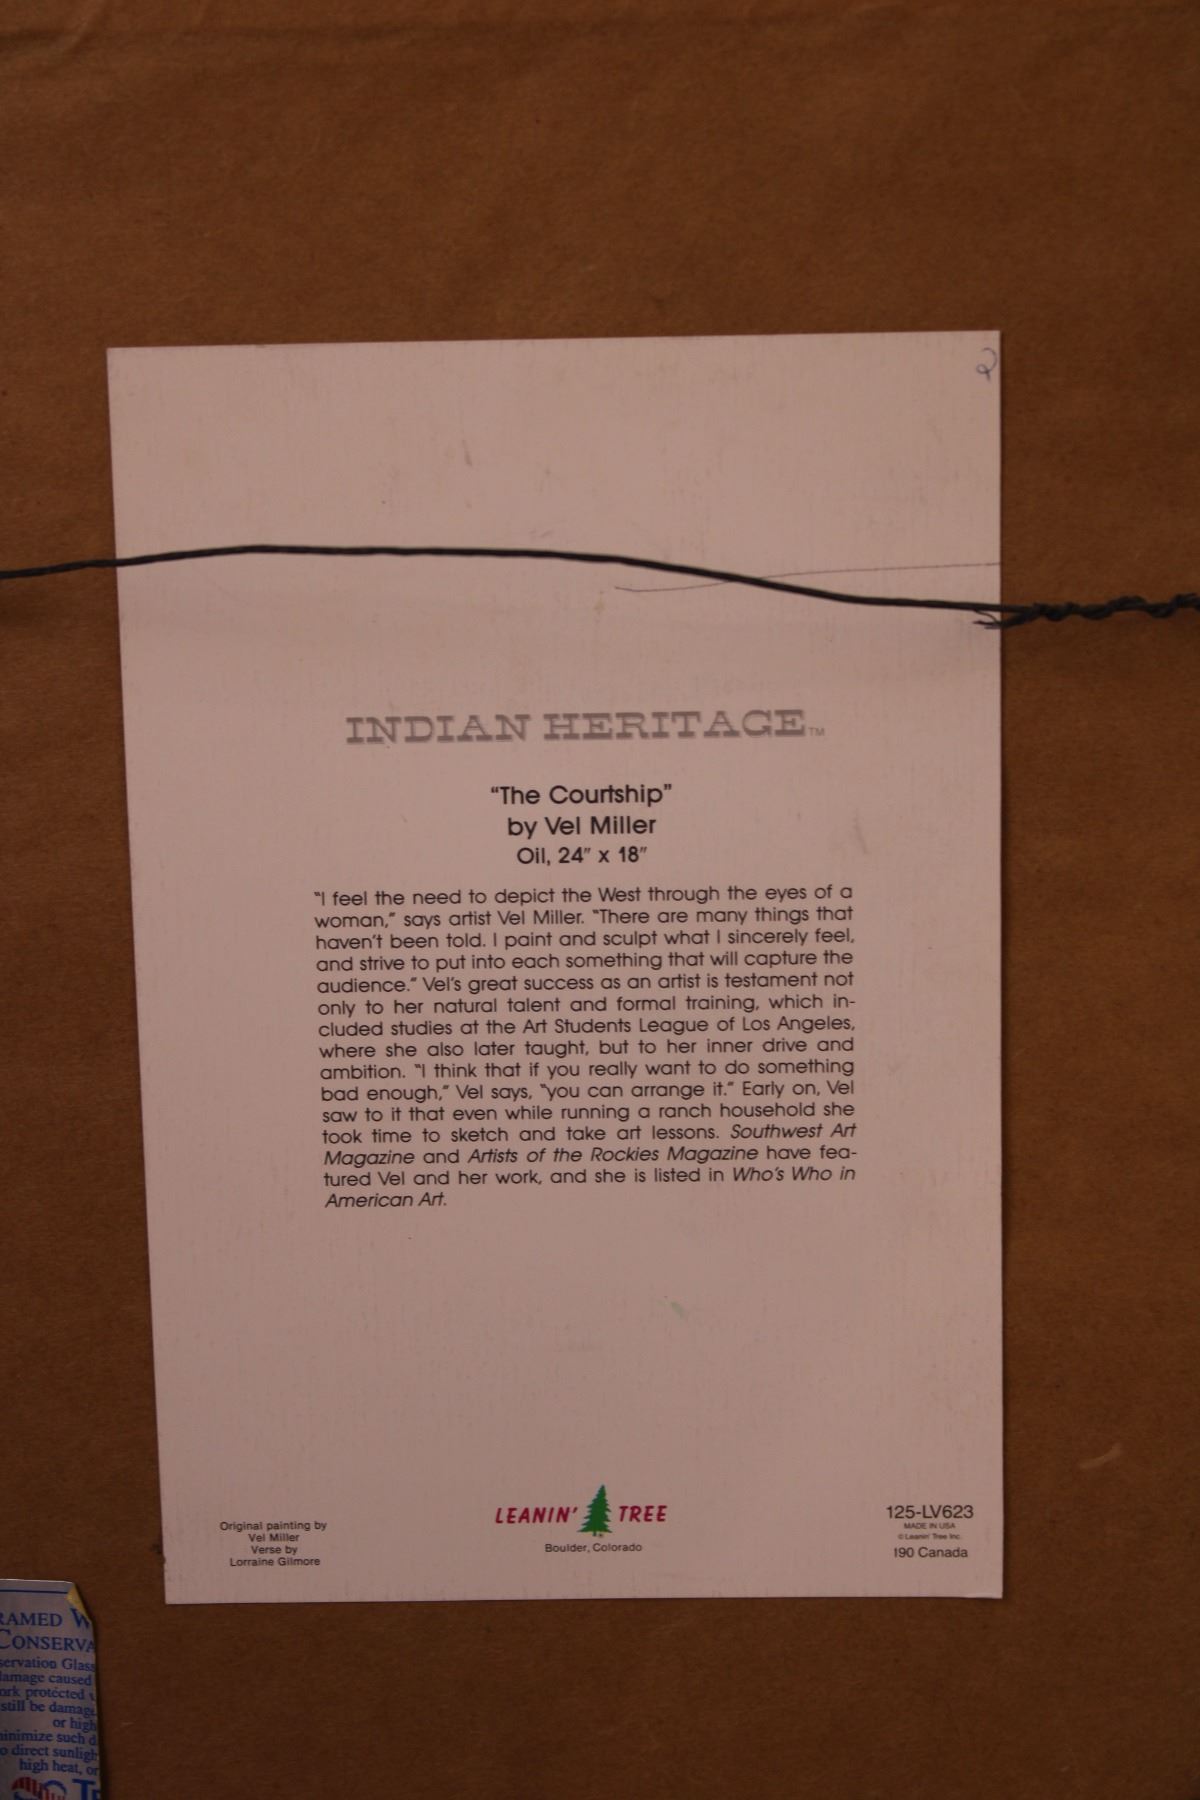 INDIAN HERITAGE™
“The Courtship”
by Vel Miller
Oil, 24” x 18”
“I feel the need to depict the West through the eyes of a
woman,” says artist Vel Miller. “There are many things that
haven’t been told. I paint and sculpt what I sincerely feel,
and strive to put into each something that will capture the
audience.” Vel’s great success as an artist is testament not
only to her natural talent and formal training, which in-
cluded studies at the Art Students League of Los Angeles,
where she also later taught, but to her inner drive and
ambition. “I think that if you really want to do something
bad enough,” Vel says, “you can arrange it.” Early on, Vel
saw to it that even while running a ranch household she
took time to sketch and take art lessons. Southwest Art
Magazine and Artists of the Rockies Magazine have fea-
tured Vel and her work, and she is listed in Who’s Who in
American Art.
Original painting by
Vel Miller
Verse by
Lorraine Gilmore
LEANIN’ TREE
Boulder, Colorado
125-LV623
MADE IN USA
© Leanin’ Tree Inc.
190 Canada
RAMED W
CONSERVA
servation Glass
damage caused
ork protected
still be damag
or high
inimize such d
o direct sunligh
high heat, or